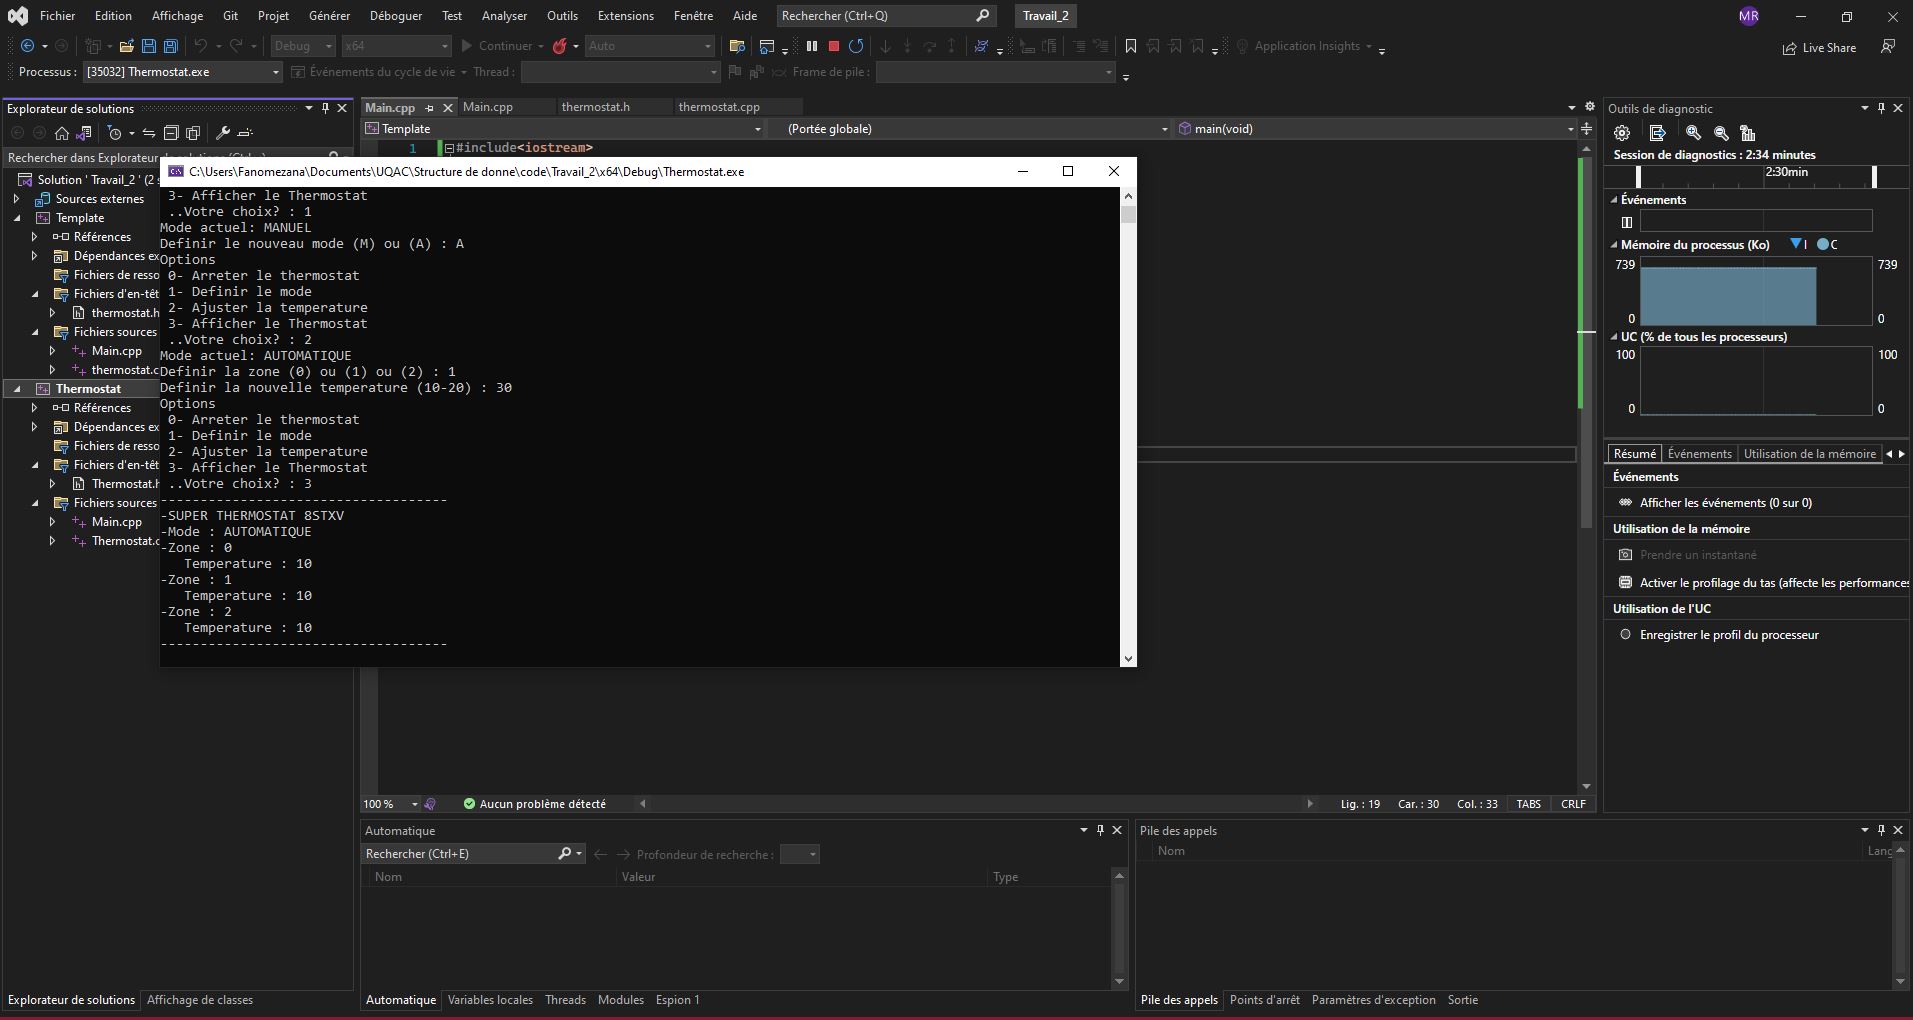 Fichier Edition Affichage Git Projet Générer Déboguer Test Analyser Outils Extensions Fenêtre Aide Rechercher (Ctrl+Q) Travail_2 MR
Debug x64 Continuer Auto Application Insights Live Share
Processus : [35032] Thermostat.exe Événements du cycle de vie Thread : Frame de pile :
Explorateur de solutions
Rechercher dans Explorateur
Solution ' Travail_2 ' (2
Sources externes
Template
Références
Dépendances ex
Fichiers de resso
Fichiers d'en-têt
thermostat.h
Fichiers sources
Main.cpp
thermostat.c
Thermostat
Références
Dépendances ex
Fichiers de resso
Fichiers d'en-têt
Thermostat.h
Fichiers sources
Main.cpp
Thermostat.c
Explorateur de solutions Affichage de classes
Main.cpp Main.cpp thermostat.h thermostat.cpp
Template (Portée globale) main(void)
1 #include<iostream>
C:\Users\Fanomezana\Documents\UQAC\Structure de donne\code\Travail_2\x64\Debug\Thermostat.exe
3- Afficher le Thermostat
..Votre choix? : 1
Mode actuel: MANUEL
Definir le nouveau mode (M) ou (A) : A
Options
0- Arreter le thermostat
1- Definir le mode
2- Ajuster la temperature
3- Afficher le Thermostat
..Votre choix? : 2
Mode actuel: AUTOMATIQUE
Definir la zone (0) ou (1) ou (2) : 1
Definir la nouvelle temperature (10-20) : 30
Options
0- Arreter le thermostat
1- Definir le mode
2- Ajuster la temperature
3- Afficher le Thermostat
..Votre choix? : 3
------------------------------------
-SUPER THERMOSTAT 8STXV
-Mode : AUTOMATIQUE
-Zone : 0
Temperature : 10
-Zone : 1
Temperature : 10
-Zone : 2
Temperature : 10
------------------------------------
100 % Aucun problème détecté Lig. : 19 Car. : 30 Col. : 33 TABS CRLF
Automatique
Rechercher (Ctrl+E) Profondeur de recherche :
Nom Valeur Type
Automatique Variables locales Threads Modules Espion 1
Pile des appels
Nom Lang
Pile des appels Points d'arrêt Paramètres d'exception Sortie
Outils de diagnostic
Session de diagnostics : 2:34 minutes
2:30min
Événements
Mémoire du processus (Ko) I C
739 739
0 0
UC (% de tous les processeurs)
100 100
0 0
Résumé Événements Utilisation de la mémoire
Événements
Afficher les événements (0 sur 0)
Utilisation de la mémoire
Prendre un instantané
Activer le profilage du tas (affecte les performances
Utilisation de l'UC
Enregistrer le profil du processeur